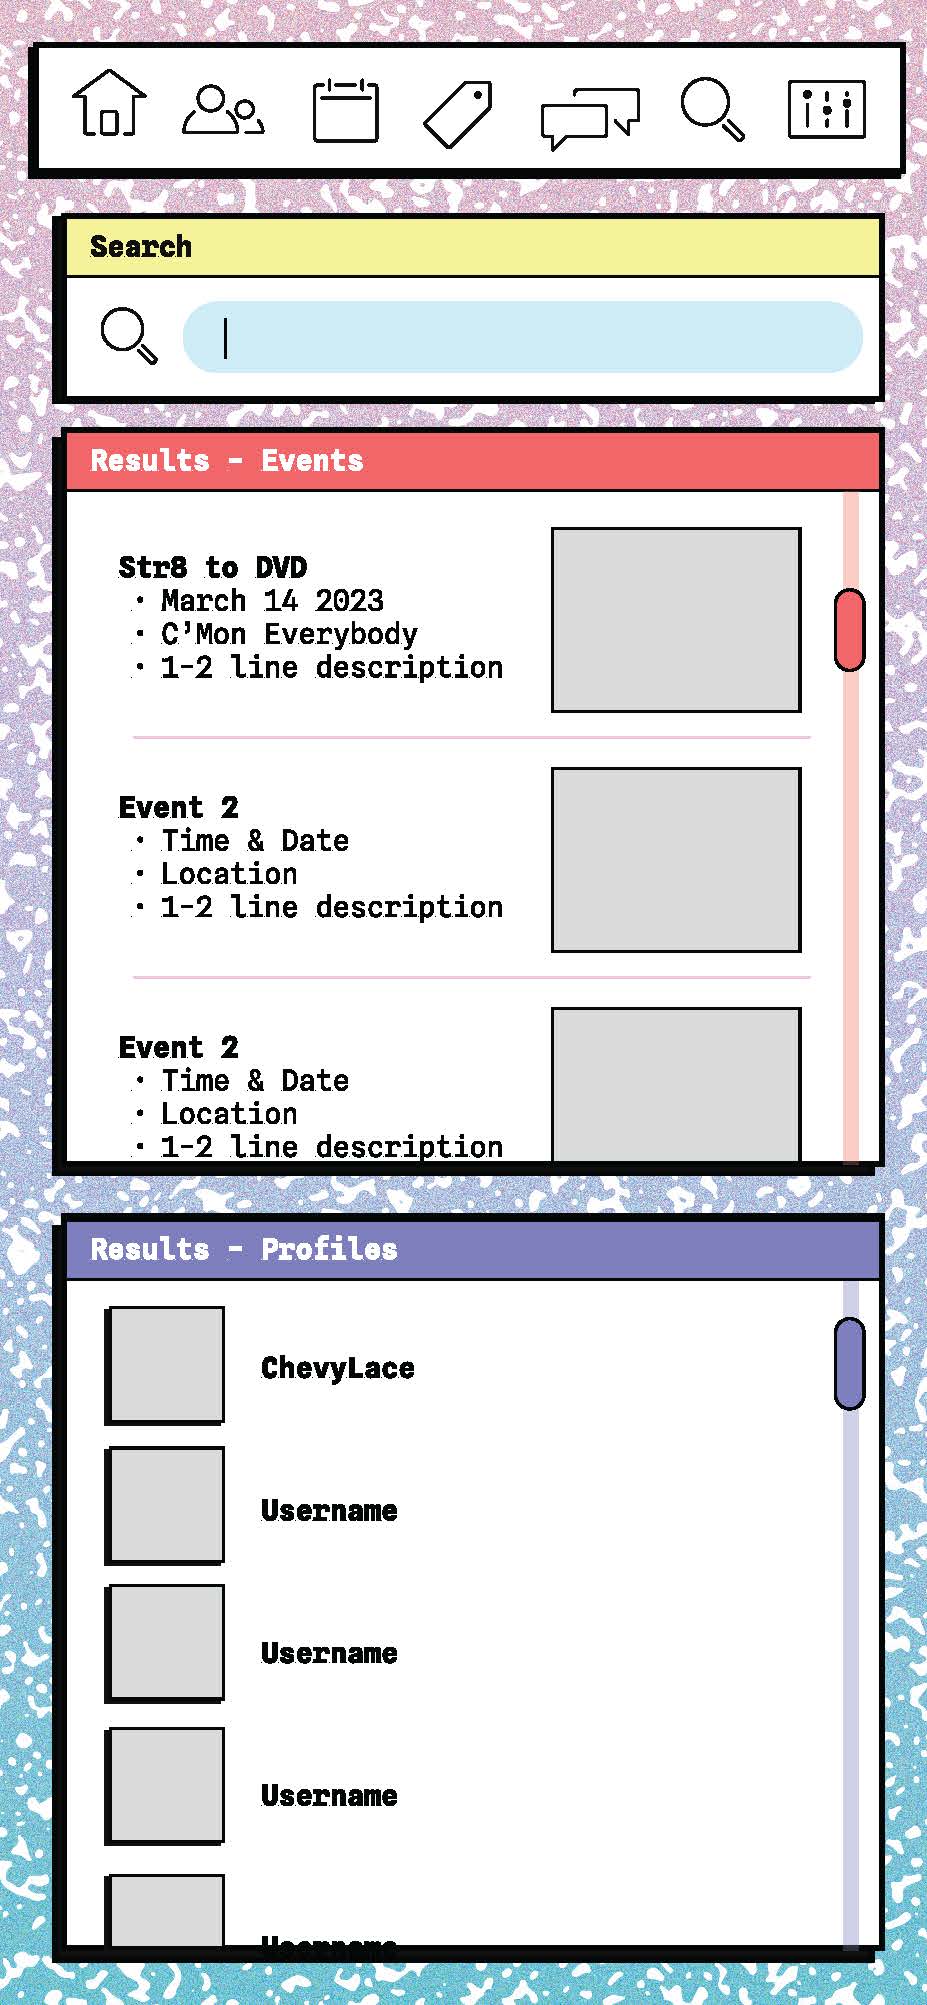 Search
Results - Events
Str8 to DVD
• March 14 2023
• C'Mon Everybody
• 1-2 line description
Event 2
• Time & Date
• Location
• 1-2 line description
Event 2
• Time & Date
• Location
• 1-2 line description
Results - Profiles
ChevyLace
Username
Username
Username
Username